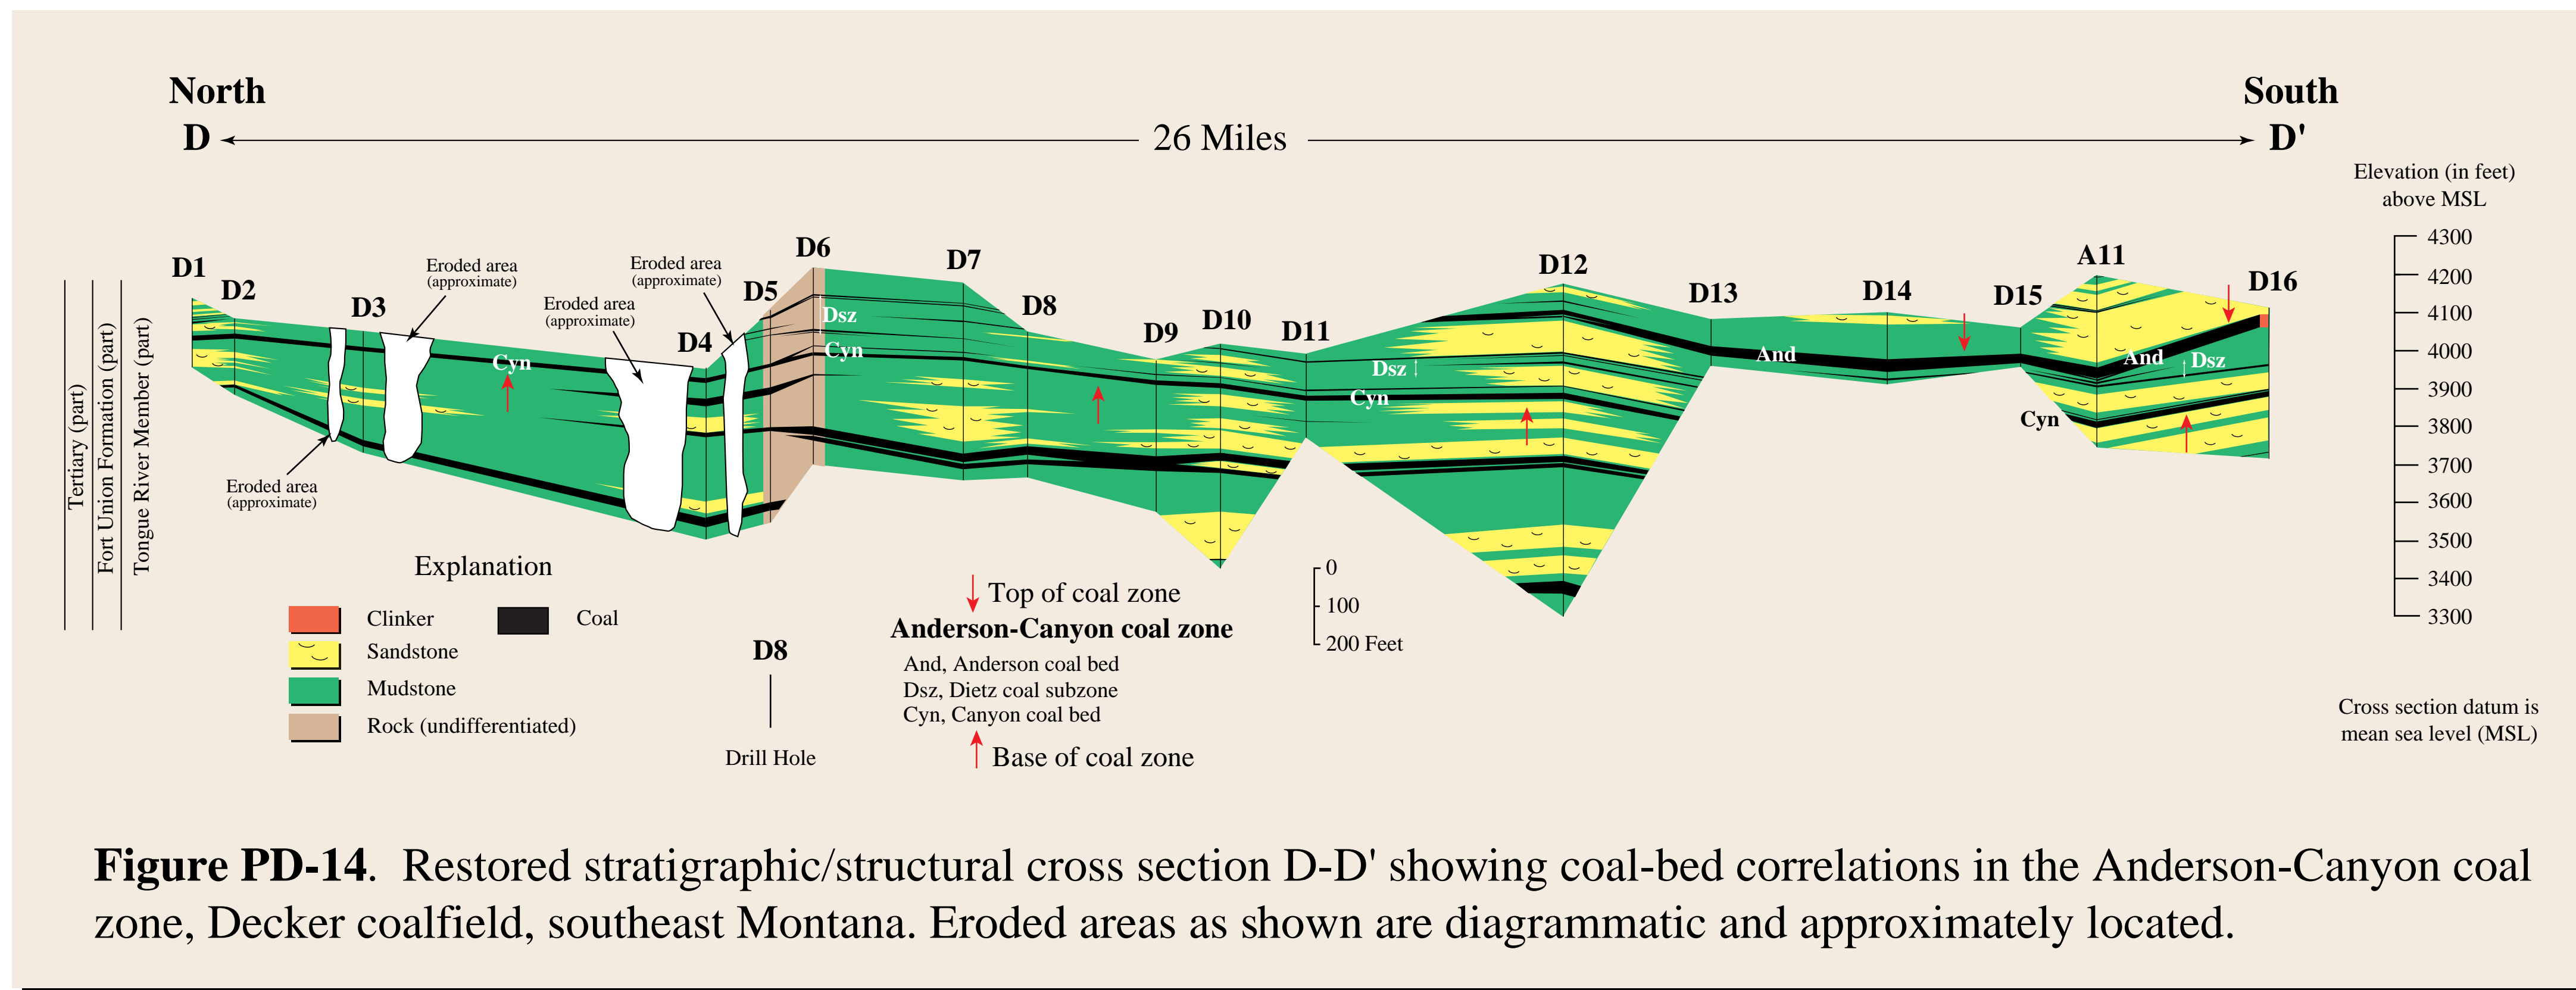 North
South
D
26 Miles
D'
Elevation (in feet)
above MSL
4300
4200
4100
4000
3900
3800
3700
3600
3500
3400
3300
D1
D2
D3
D4
D5
D6
D7
D8
D9
D10
D11
D12
D13
D14
D15
A11
D16
Eroded area
(approximate)
Eroded area
(approximate)
Eroded area
(approximate)
Eroded area
(approximate)
Cyn
Dsz
Cyn
Dsz
Cyn
And
And
Dsz
Cyn
Tertiary (part)
Fort Union Formation (part)
Tongue River Member (part)
Explanation
Clinker
Coal
Sandstone
Mudstone
Rock (undifferentiated)
D8
Drill Hole
Top of coal zone
Anderson-Canyon coal zone
And, Anderson coal bed
Dsz, Dietz coal subzone
Cyn, Canyon coal bed
Base of coal zone
0
100
200 Feet
Cross section datum is
mean sea level (MSL)
Figure PD-14. Restored stratigraphic/structural cross section D-D' showing coal-bed correlations in the Anderson-Canyon coal
zone, Decker coalfield, southeast Montana. Eroded areas as shown are diagrammatic and approximately located.